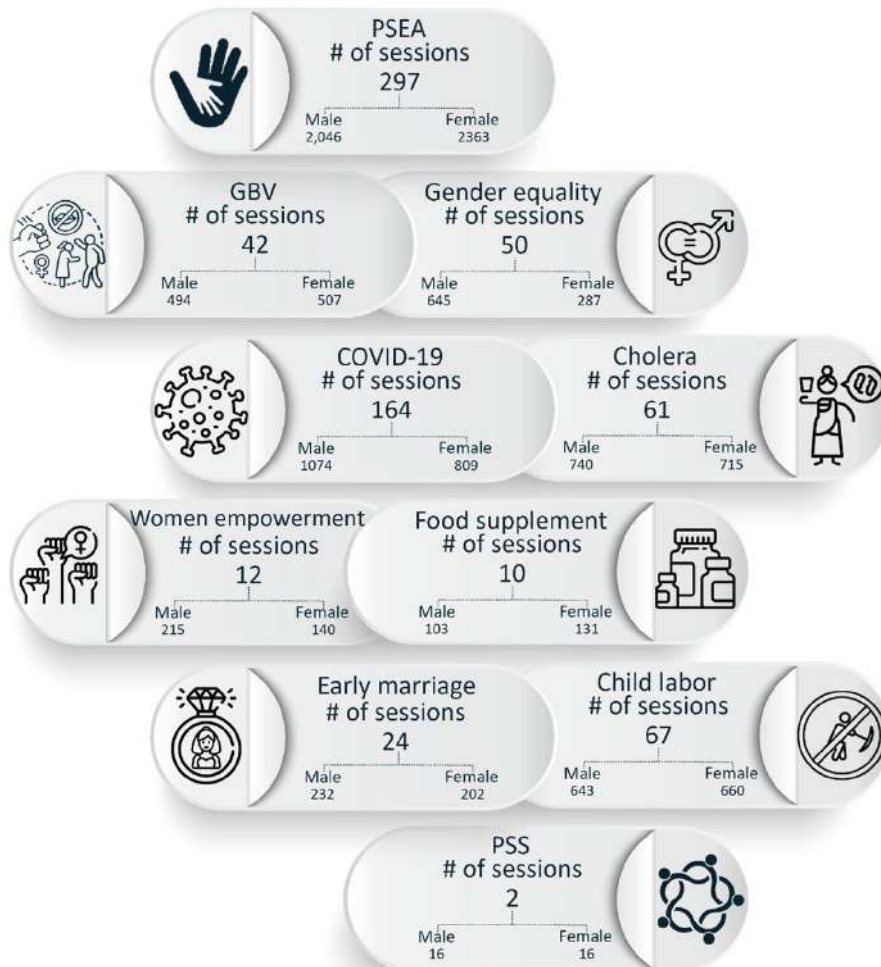 PSEA
# of sessions
297
Male Female
2,046 2363
GBV
# of sessions
42
Male Female
494 507
Gender equality
# of sessions
50
Male Female
645 287
COVID-19
# of sessions
164
Male Female
1074 809
Cholera
# of sessions
61
Male Female
740 715
Women empowerment
# of sessions
12
Male Female
215 140
Food supplement
# of sessions
10
Male Female
103 131
Early marriage
# of sessions
24
Male Female
232 202
Child labor
# of sessions
67
Male Female
643 660
PSS
# of sessions
2
Male Female
16 16